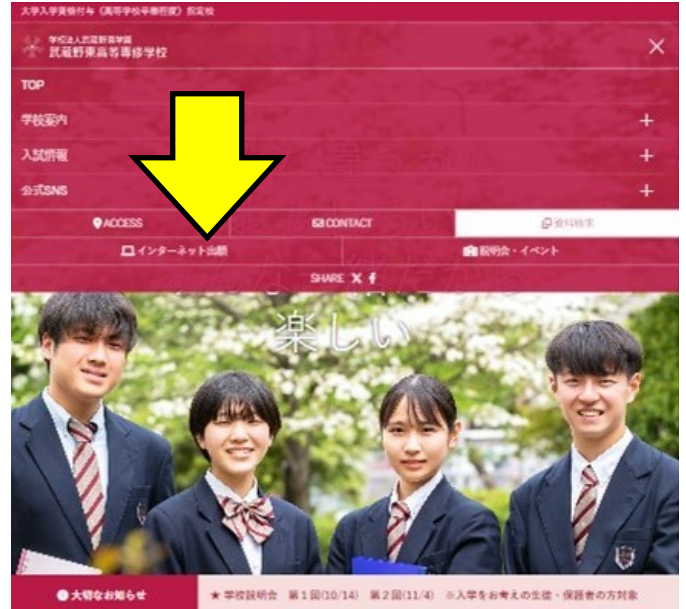 大学入学資格付与（高等学校卒業程度）指定校
学校法人武蔵野東学園
武蔵野東高等専修学校
TOP
学校案内
入試情報
公式SNS
ACCESS
CONTACT
資料請求
インターネット出願
説明会・イベント
SHARE X f
楽しい
大切なお知らせ
★ 学校説明会 第1回(10/14) 第2回(11/4) ※入学をお考えの生徒・保護者の方対象